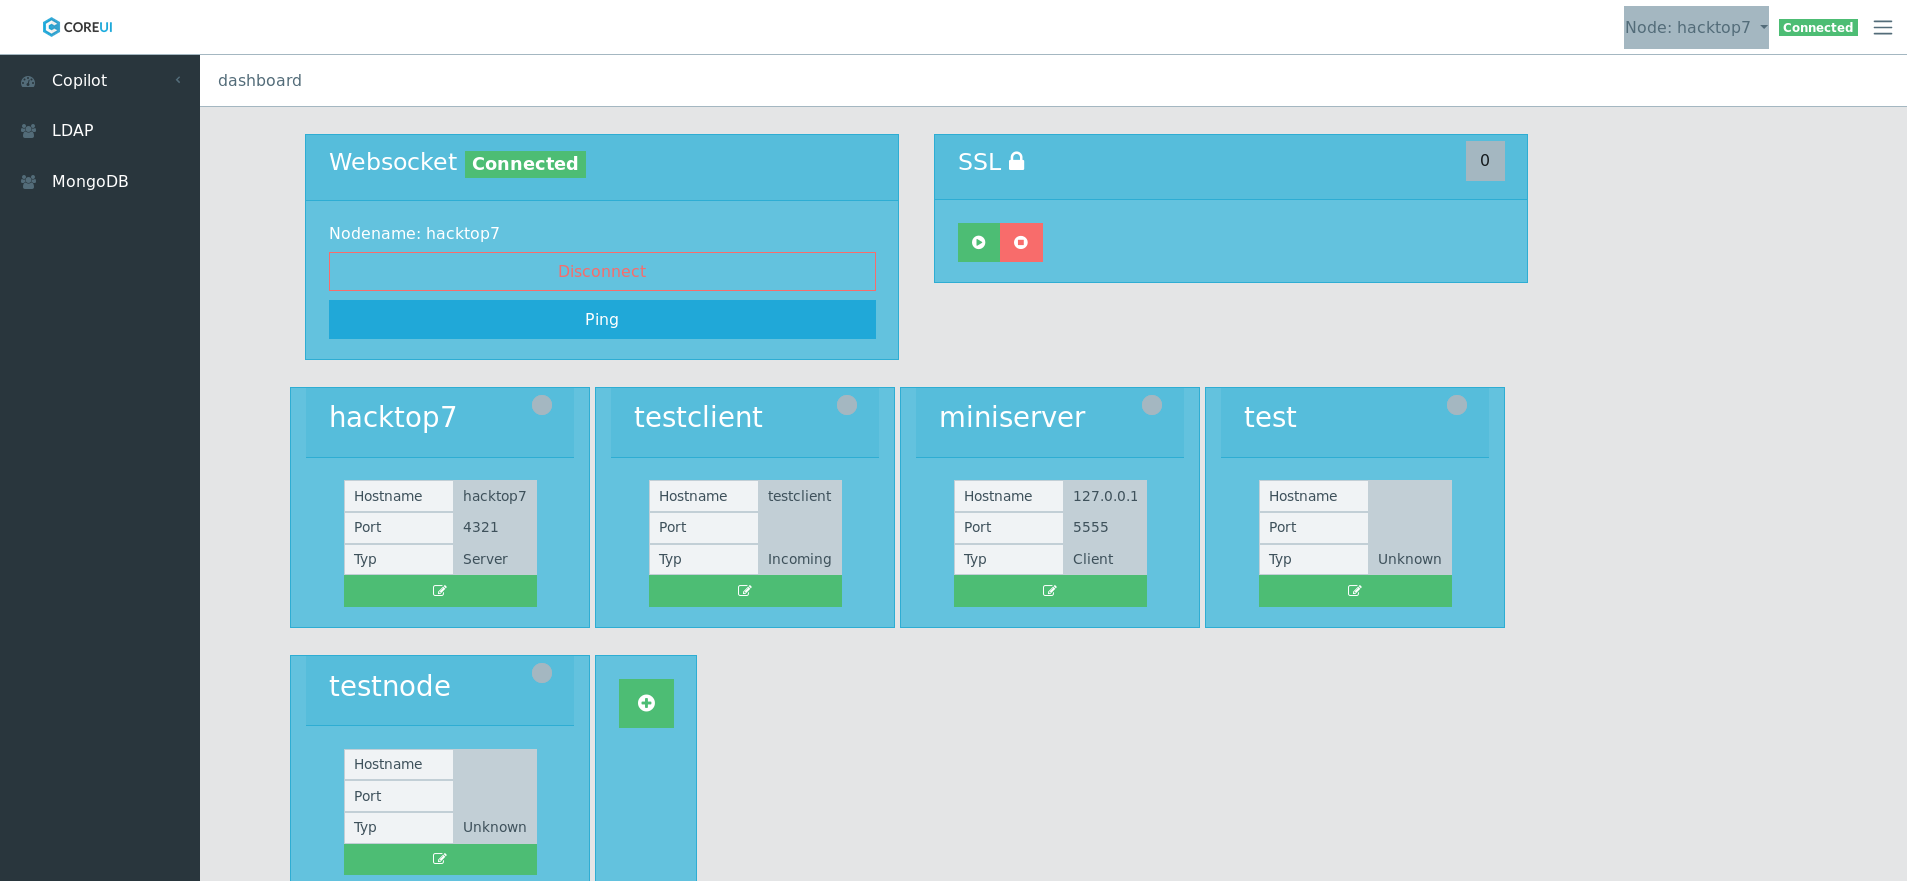 COREUI
Node: hacktop7
Connected
Copilot
dashboard
LDAP
MongoDB
Websocket Connected
Nodename: hacktop7
Disconnect
Ping
SSL
0
hacktop7
Hostname hacktop7
Port 4321
Typ Server
testclient
Hostname testclient
Port
Typ Incoming
miniserver
Hostname 127.0.0.1
Port 5555
Typ Client
test
Hostname
Port
Typ Unknown
testnode
Hostname
Port
Typ Unknown